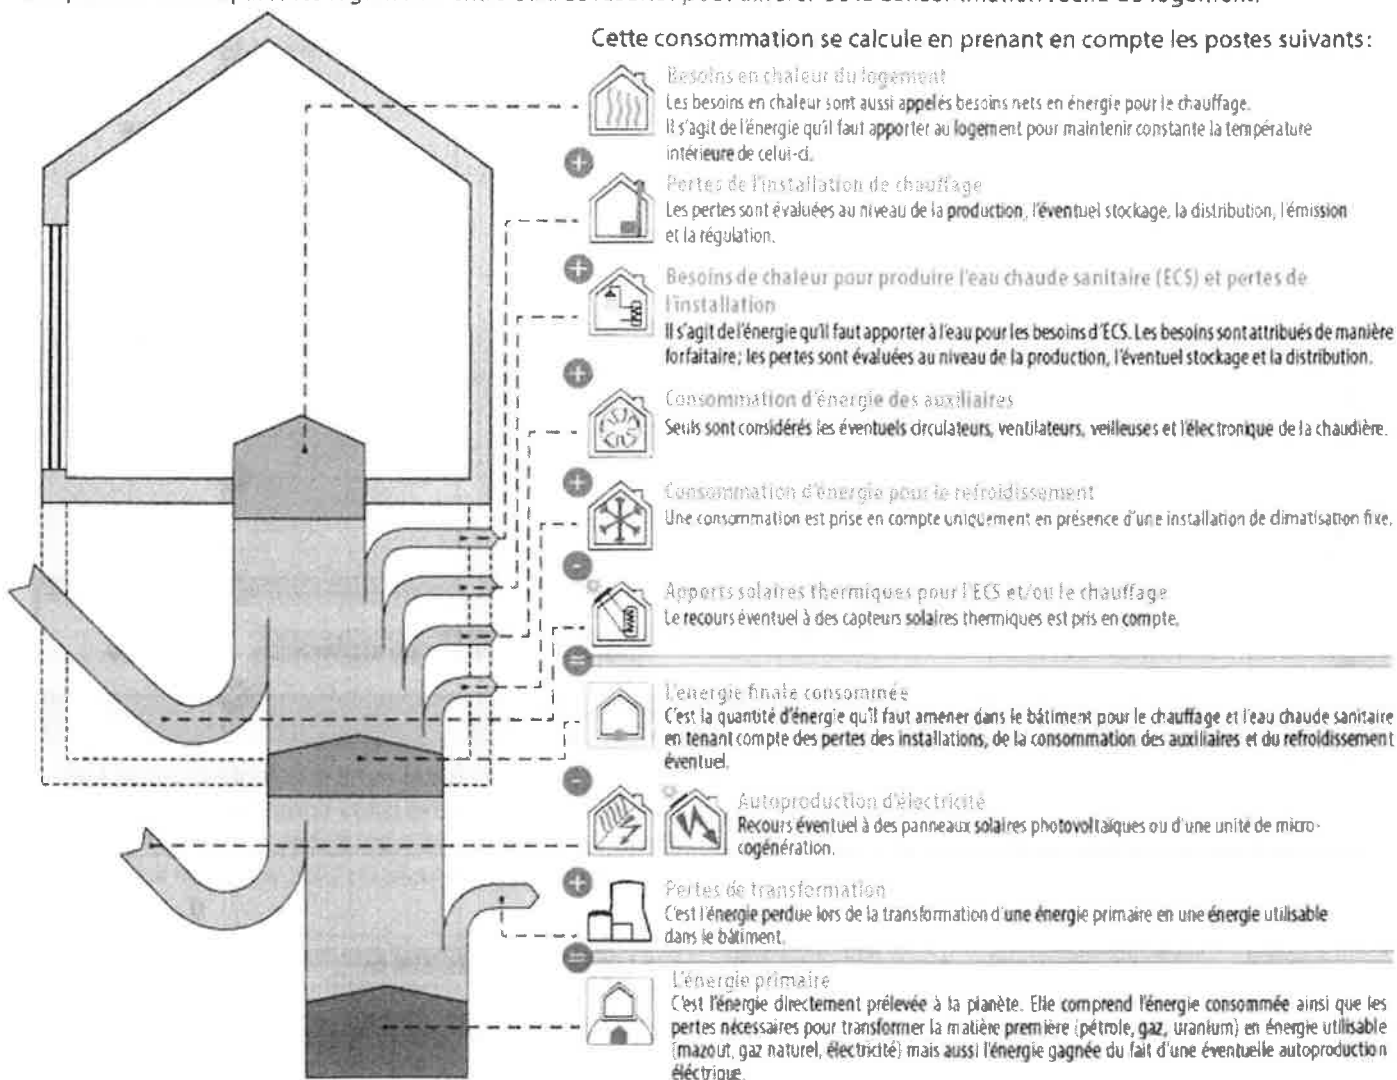 Cette consommation se calcule en prenant en compte les postes suivants:
Besoins en chaleur du logement
Les besoins en chaleur sont aussi appelés besoins nets en énergie pour le chauffage.
Il s'agit de l'énergie qu'il faut apporter au logement pour maintenir constante la température
intérieure de celui-ci.
+
Pertes de l'installation de chauffage
Les pertes sont évaluées au niveau de la production, l'éventuel stockage, la distribution, l'émission
et la régulation.
+
Besoins de chaleur pour produire l'eau chaude sanitaire (ECS) et pertes de
l'installation
Il s'agit de l'énergie qu'il faut apporter à l'eau pour les besoins d'ECS. Les besoins sont attribués de manière
forfaitaire; les pertes sont évaluées au niveau de la production, l'éventuel stockage et la distribution.
+
Consommation d'énergie des auxiliaires
Seuls sont considérés les éventuels circulateurs, ventilateurs, veilleuses et l'électronique de la chaudière.
+
Consommation d'énergie pour le refroidissement
Une consommation est prise en compte uniquement en présence d'une installation de climatisation fixe.
-
Apports solaires thermiques pour l'ECS et/ou le chauffage
Le recours éventuel à des capteurs solaires thermiques est pris en compte.
=
L'énergie finale consommée
C'est la quantité d'énergie qu'il faut amener dans le bâtiment pour le chauffage et l'eau chaude sanitaire
en tenant compte des pertes des installations, de la consommation des auxiliaires et du refroidissement
éventuel.
-
Autoproduction d'électricité
Recours éventuel à des panneaux solaires photovoltaïques ou d'une unité de micro-
cogénération.
+
Pertes de transformation
C'est l'énergie perdue lors de la transformation d'une énergie primaire en une énergie utilisable
dans le bâtiment.
=
L'énergie primaire
C'est l'énergie directement prélevée à la planète. Elle comprend l'énergie consommée ainsi que les
pertes nécessaires pour transformer la matière première (pétrole, gaz, uranium) en énergie utilisable
(mazout, gaz naturel, électricité) mais aussi l'énergie gagnée du fait d'une éventuelle autoproduction
éléctrique.